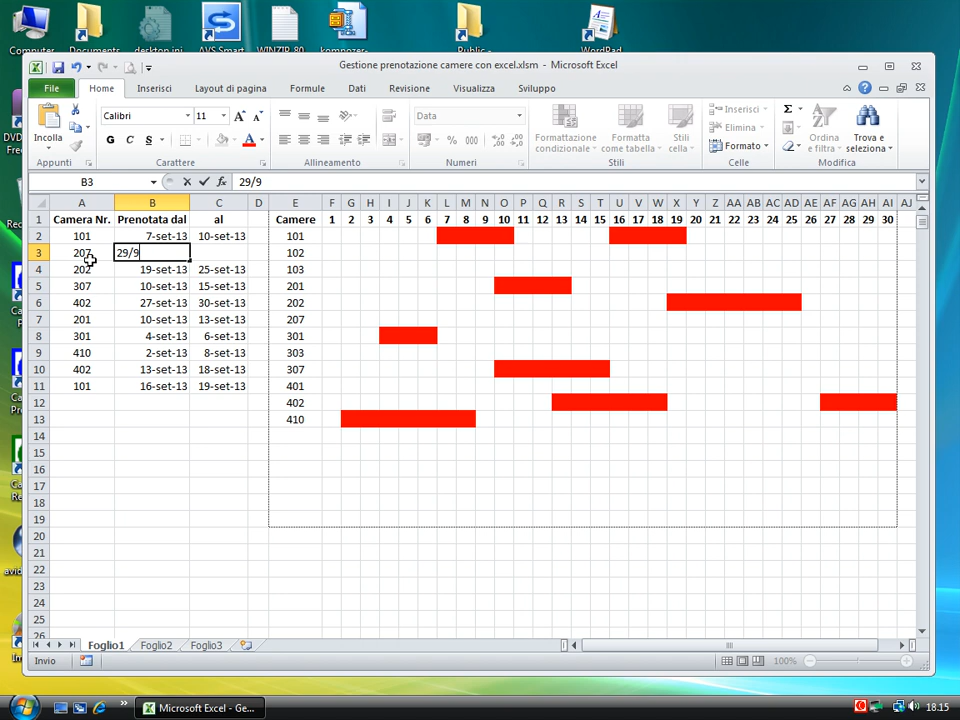 Computer
Documents
desktop.ini
AVS Smart
WINZIP 80
kompozer-
Public -
WordPad
Gestione prenotazione camere con excel.xlsm - Microsoft Excel
File Home Inserisci Layout di pagina Formule Dati Revisione Visualizza Sviluppo
Incolla
Calibri 11
G C S
Data
% 000
Formattazione condizionale
Formatta come tabella
Stili cella
Inserisci
Elimina
Formato
Ordina e filtra
Trova e seleziona
Appunti Carattere Allineamento Numeri Stili Celle Modifica
B3 fx 29/9
A B C D E F G H I J K L M N O P Q R S T U V W X Y Z AA AB AC AD AE AF AG AH AI AJ
1 Camera Nr. Prenotata dal al Camere 1 2 3 4 5 6 7 8 9 10 11 12 13 14 15 16 17 18 19 20 21 22 23 24 25 26 27 28 29 30
2 101 7-set-13 10-set-13 101
3 207 29/9 102
4 202 19-set-13 25-set-13 103
5 307 10-set-13 15-set-13 201
6 402 27-set-13 30-set-13 202
7 201 10-set-13 13-set-13 207
8 301 4-set-13 6-set-13 301
9 410 2-set-13 8-set-13 303
10 402 13-set-13 18-set-13 307
11 101 16-set-13 19-set-13 401
12 402
13 410
14
15
16
17
18
19
20
21
22
23
24
25
26
Foglio1 Foglio2 Foglio3
Invio 100%
Microsoft Excel - Ge...
18.15